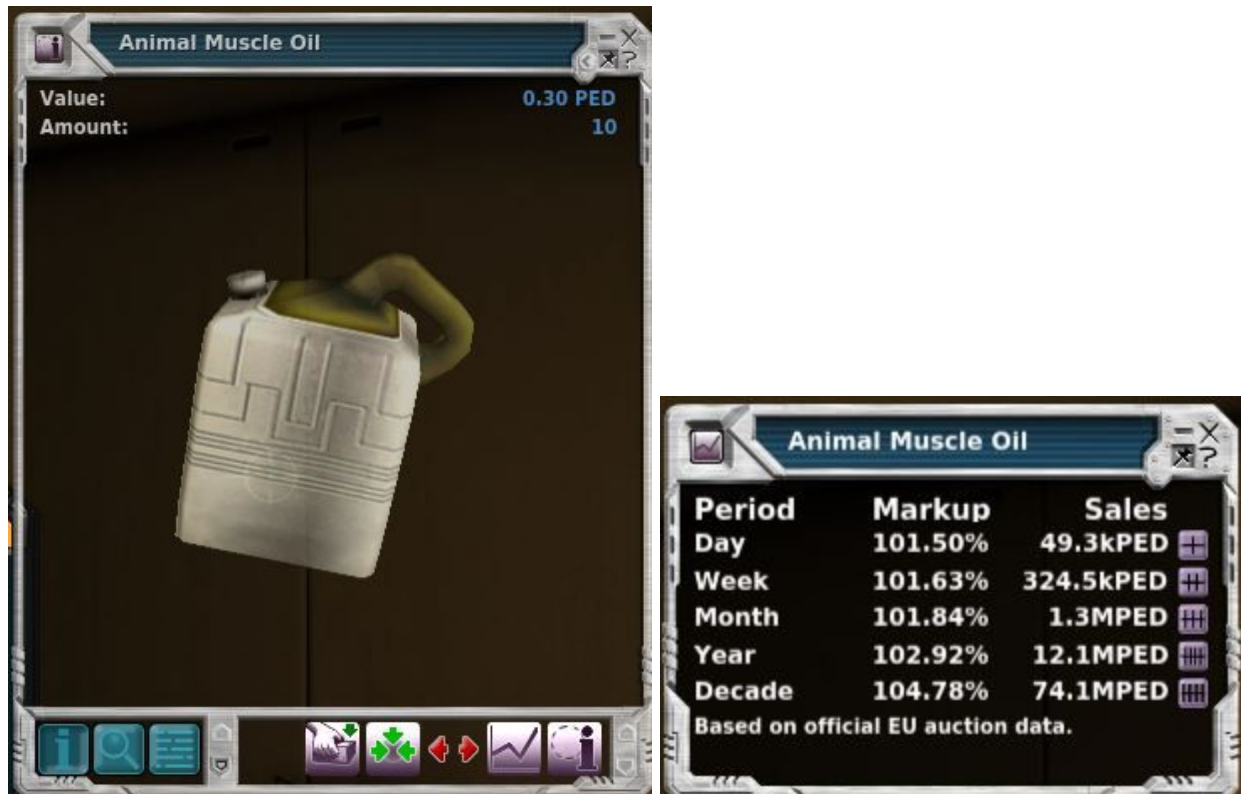 Animal Muscle Oil
Value: 0.30 PED
Amount: 10
Animal Muscle Oil
Period Markup Sales
Day 101.50% 49.3kPED
Week 101.63% 324.5kPED
Month 101.84% 1.3MPED
Year 102.92% 12.1MPED
Decade 104.78% 74.1MPED
Based on official EU auction data.